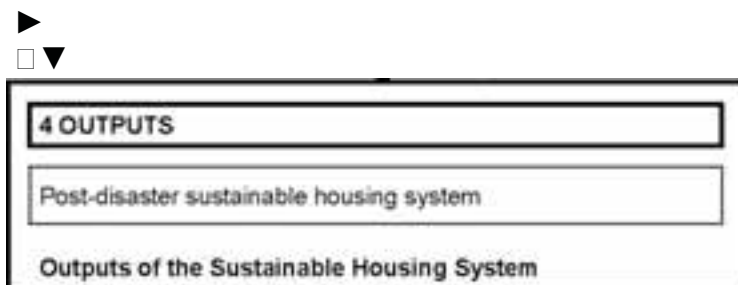 4 OUTPUTS
Post-disaster sustainable housing system
Outputs of the Sustainable Housing System